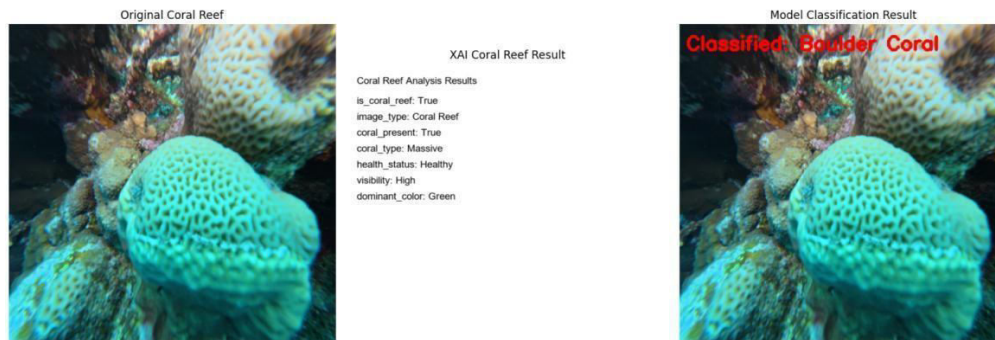 Original Coral Reef
XAI Coral Reef Result
Coral Reef Analysis Results
is_coral_reef: True
image_type: Coral Reef
coral_present: True
coral_type: Massive
health_status: Healthy
visibility: High
dominant_color: Green
Model Classification Result
Classified: Boulder Coral